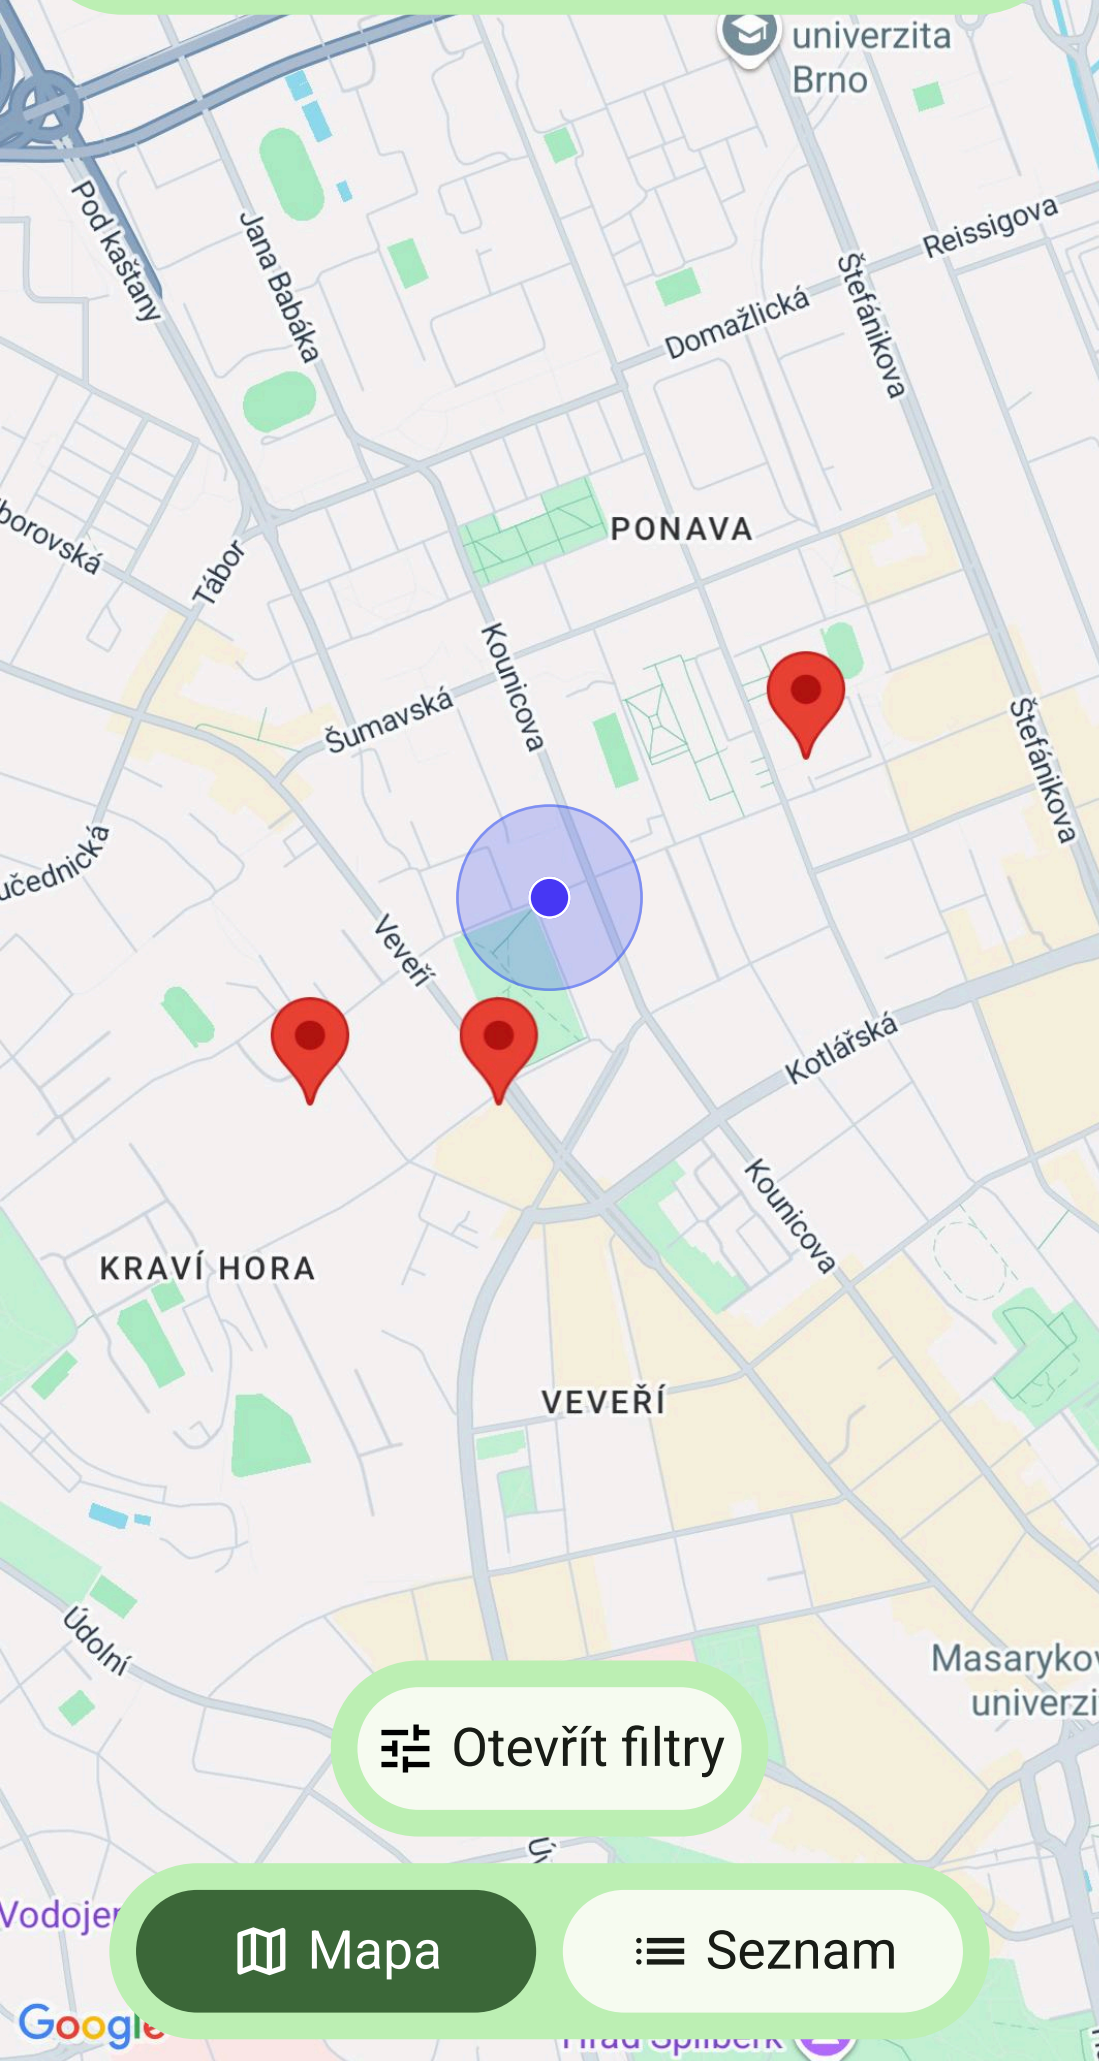 univerzita
Brno
Pod kaštany
Jana Babáka
Reissigova
Štefánikova
Domažlická
PONAVA
Tábor
Kounicova
Šumavská
Štefánikova
Veveří
Kotlářská
Kounicova
KRAVÍ HORA
VEVEŘÍ
Údolní
Otevřít filtry
Mapa
Seznam
Google